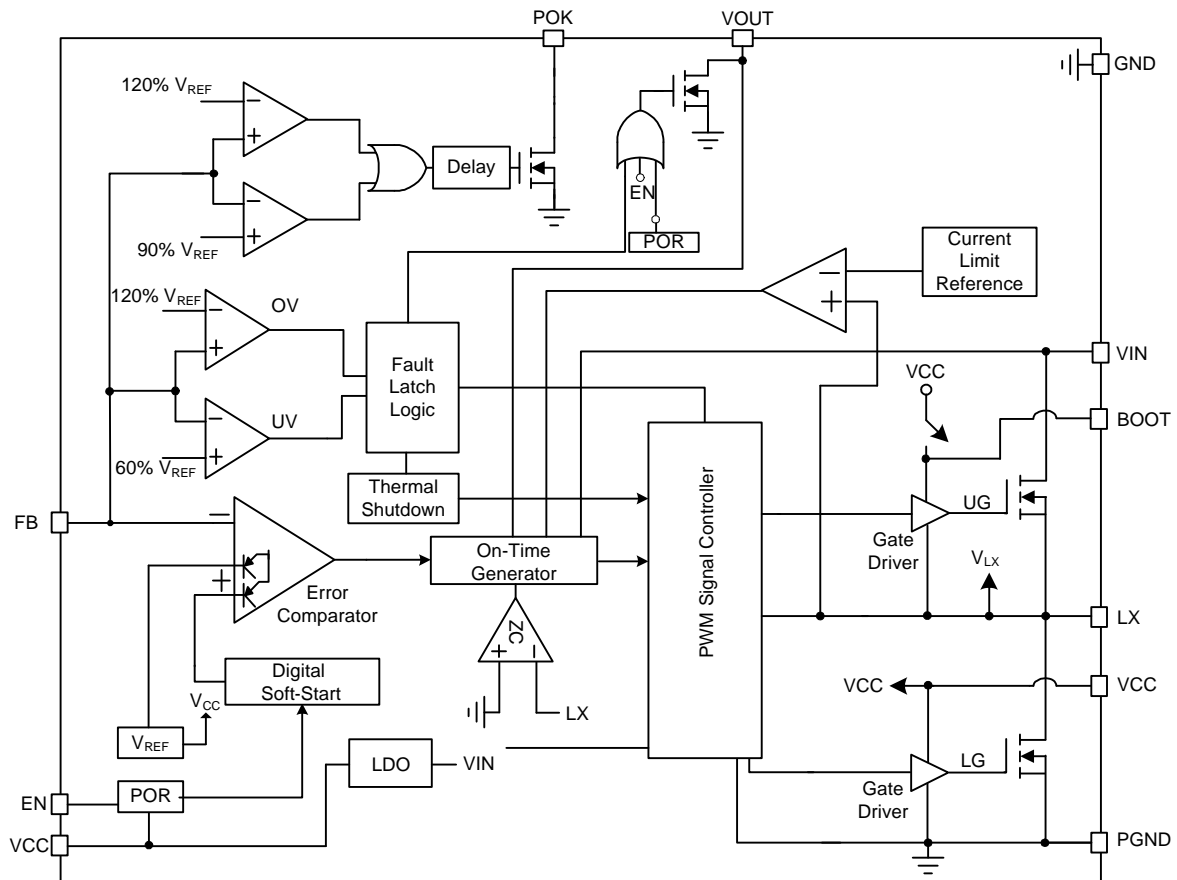 POK
VOUT
GND
120% VREF
−
+
−
+
90% VREF
Delay
EN
POR
Current
Limit
Reference
−
+
120% VREF
OV
−
+
−
+
UV
60% VREF
Fault
Latch
Logic
Thermal
Shutdown
VIN
VCC
BOOT
FB
−
+
Error
Comparator
On-Time
Generator
PWM Signal Controller
UG
Gate
Driver
VLX
LX
ZC
+
−
LX
Digital
Soft-Start
VCC
VREF
VCC
VCC
LDO
VIN
LG
Gate
Driver
EN
POR
VCC
PGND